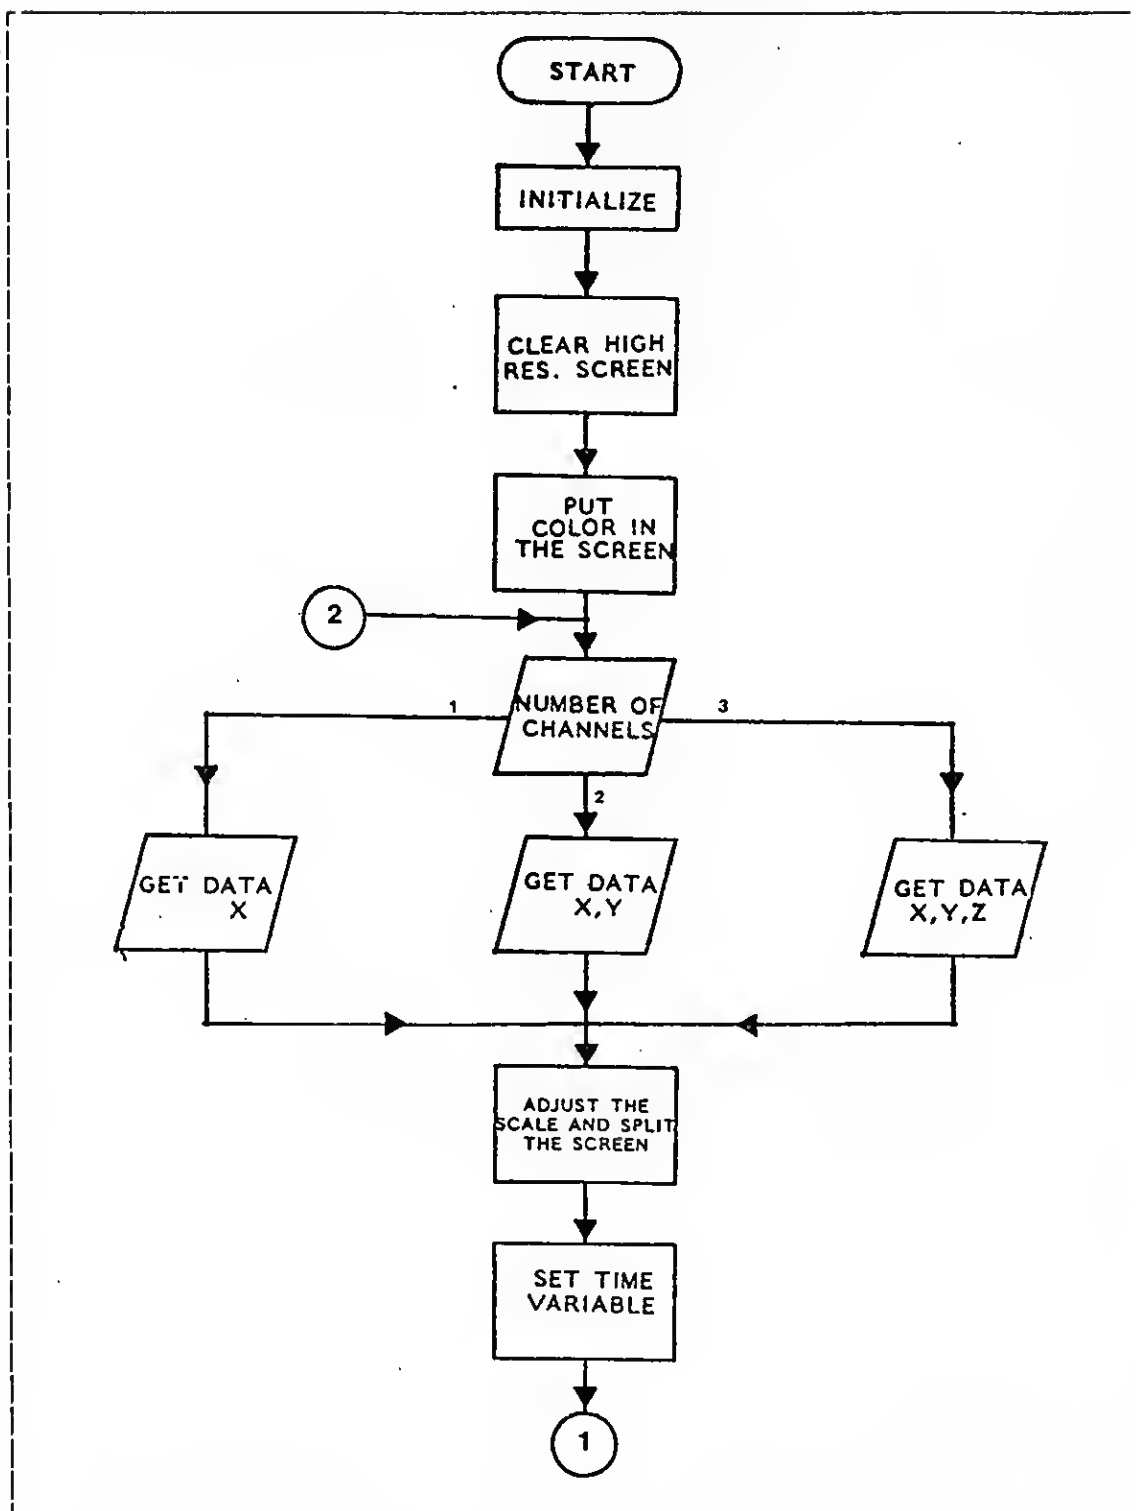 START
INITIALIZE
CLEAR HIGH
RES. SCREEN
PUT
COLOR IN
THE SCREEN
2
NUMBER OF
CHANNELS
1
3
2
GET DATA
X
GET DATA
X,Y
GET DATA
X,Y,Z
ADJUST THE
SCALE AND SPLIT
THE SCREEN
SET TIME
VARIABLE
1